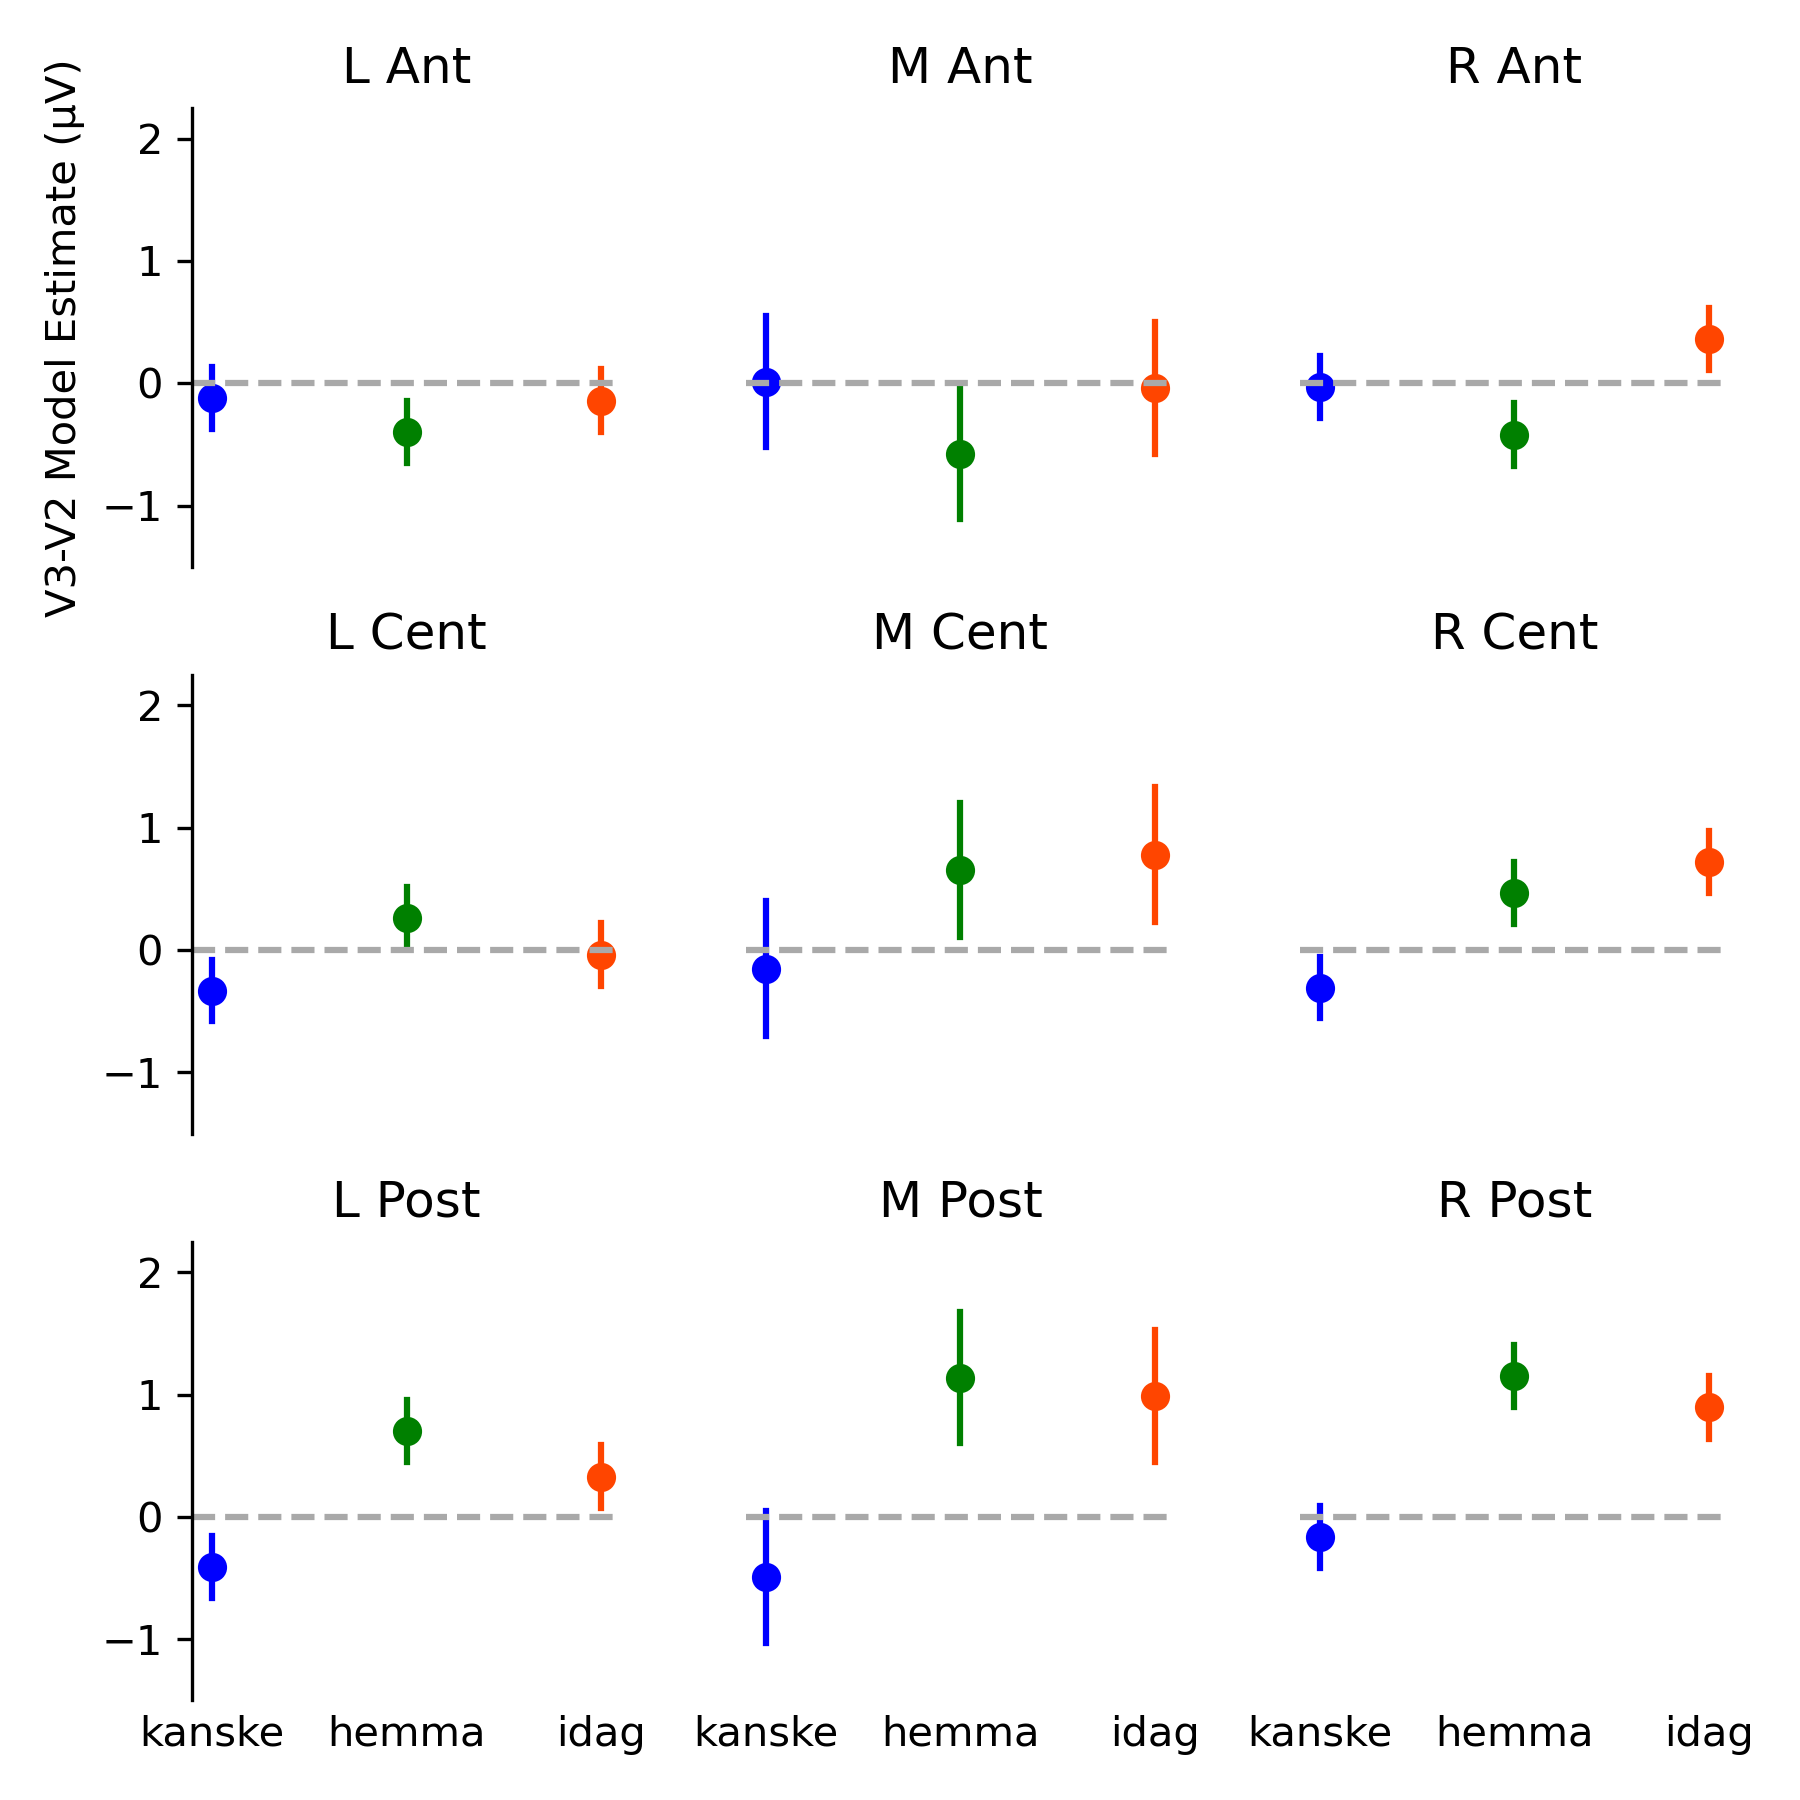 L Ant
M Ant
R Ant
V3-V2 Model Estimate (µV)
2
1
0
−1
L Cent
M Cent
R Cent
2
1
0
−1
L Post
M Post
R Post
2
1
0
−1
kanske hemma idag kanske hemma idag kanske hemma idag